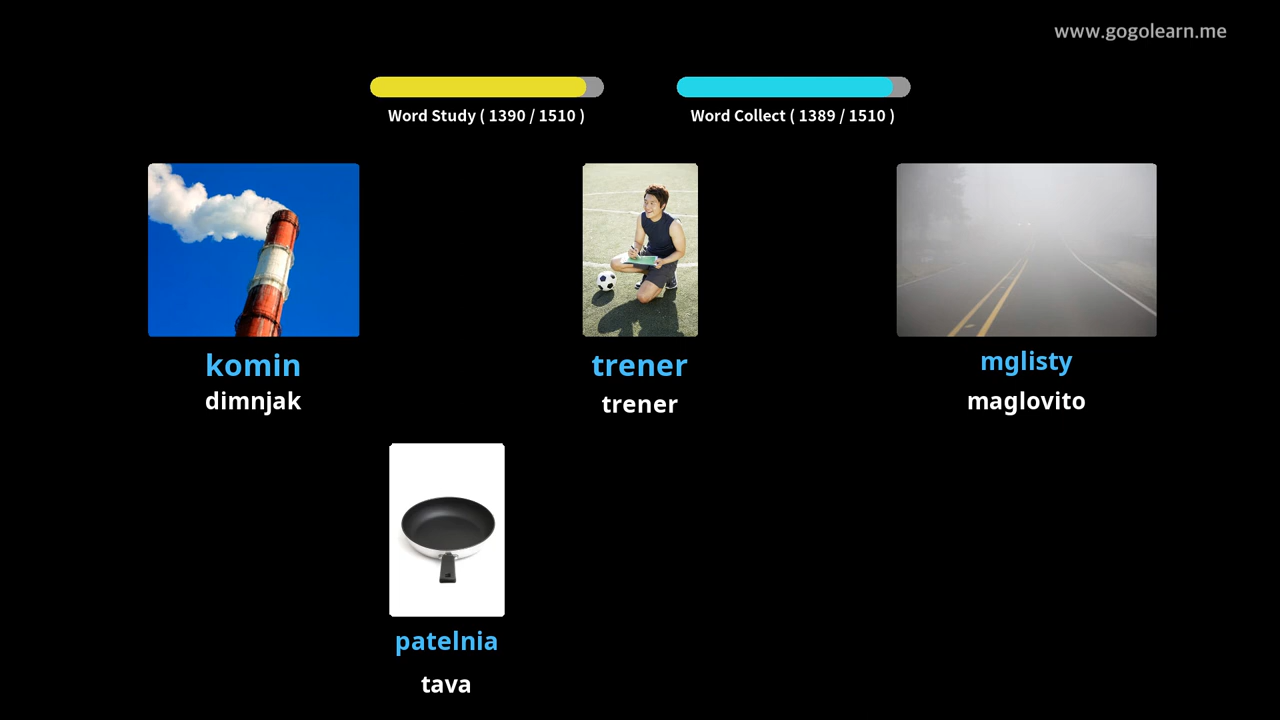 www.gogolearn.me
Word Study ( 1390 / 1510 )
Word Collect ( 1389 / 1510 )
komin
dimnjak
trener
trener
mglisty
maglovito
patelnia
tava